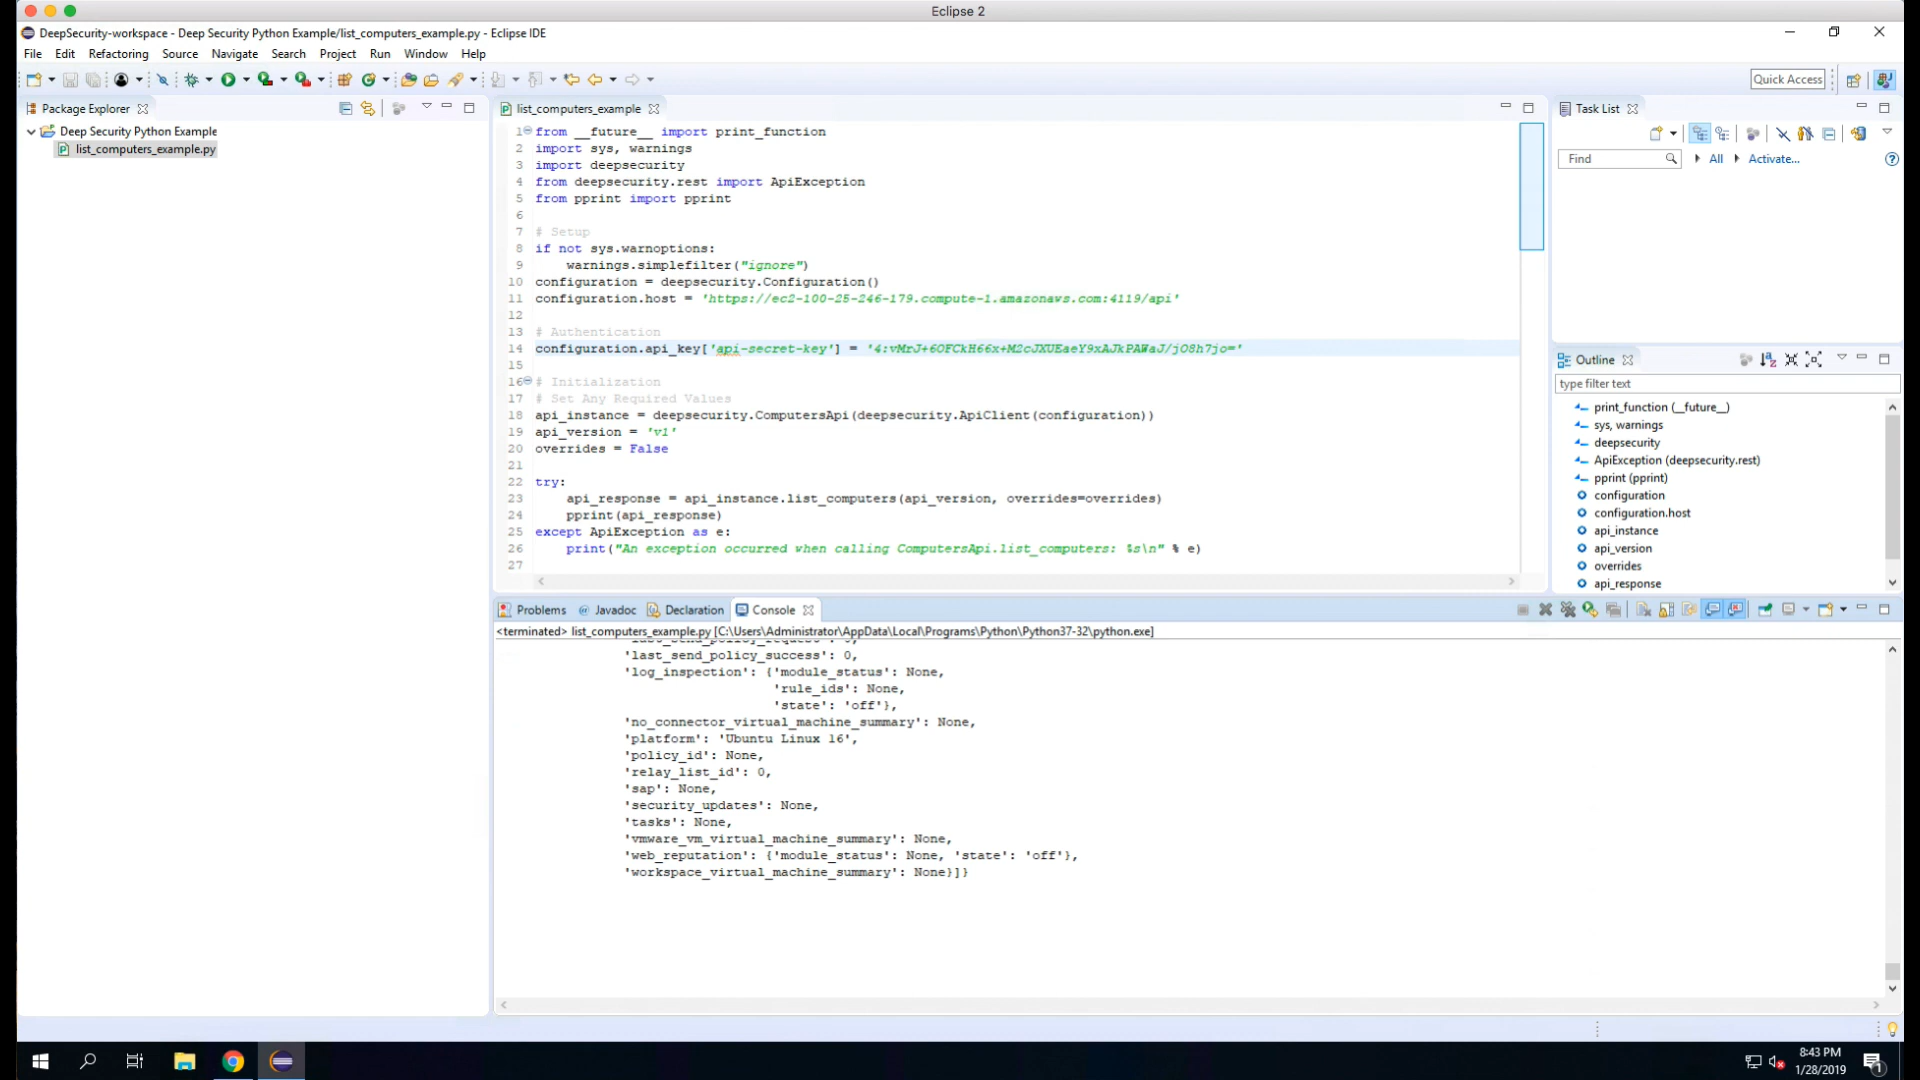 Eclipse 2
DeepSecurity-workspace - Deep Security Python Example/list_computers_example.py - Eclipse IDE
File Edit Refactoring Source Navigate Search Project Run Window Help
Quick Access
Package Explorer
Deep Security Python Example
list_computers_example.py
list_computers_example
1 from __future__ import print_function
2 import sys, warnings
3 import deepsecurity
4 from deepsecurity.rest import ApiException
5 from pprint import pprint
6
7 # Setup
8 if not sys.warnoptions:
9 warnings.simplefilter("ignore")
10 configuration = deepsecurity.Configuration()
11 configuration.host = 'https://ec2-100-25-246-179.compute-1.amazonaws.com:4119/api'
12
13 # Authentication
14 configuration.api_key['api-secret-key'] = '4:vMrJ+6OFCkH66x+M2cJXUEaeY9xAJkPAWaJ/jO8h7jo='
15
16 # Initialization
17 # Set Any Required Values
18 api_instance = deepsecurity.ComputersApi(deepsecurity.ApiClient(configuration))
19 api_version = 'v1'
20 overrides = False
21
22 try:
23 api_response = api_instance.list_computers(api_version, overrides=overrides)
24 pprint(api_response)
25 except ApiException as e:
26 print("An exception occurred when calling ComputersApi.list_computers: %s\n" % e)
27
Task List
Find All Activate...
Outline
type filter text
print_function (__future__)
sys, warnings
deepsecurity
ApiException (deepsecurity.rest)
pprint (pprint)
configuration
configuration.host
api_instance
api_version
overrides
api_response
Problems @ Javadoc Declaration Console
<terminated> list_computers_example.py [C:\Users\Administrator\AppData\Local\Programs\Python\Python37-32\python.exe]
'last_send_policy_request': 0,
'last_send_policy_success': 0,
'log_inspection': {'module_status': None,
'rule_ids': None,
'state': 'off'},
'no_connector_virtual_machine_summary': None,
'platform': 'Ubuntu Linux 16',
'policy_id': None,
'relay_list_id': 0,
'sap': None,
'security_updates': None,
'tasks': None,
'vmware_vm_virtual_machine_summary': None,
'web_reputation': {'module_status': None, 'state': 'off'},
'workspace_virtual_machine_summary': None}]}
8:43 PM
1/28/2019
1